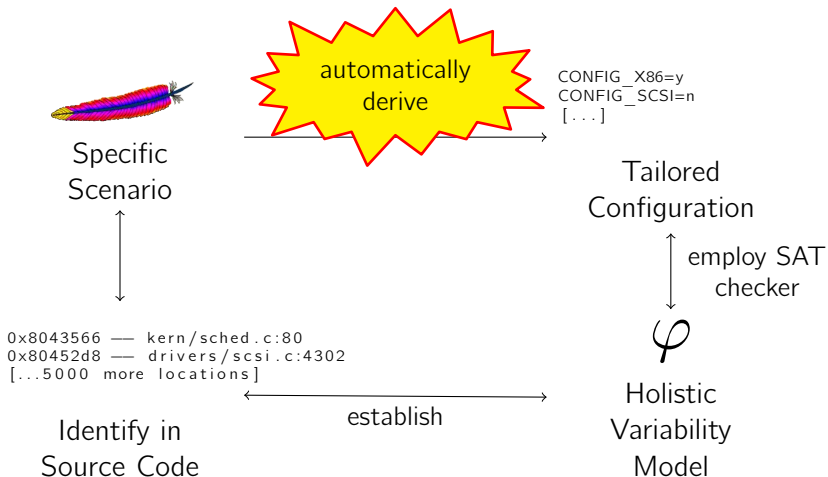 automatically
derive
CONFIG_X86=y
CONFIG_SCSI=n
[...]
Specific
Scenario
Tailored
Configuration
employ SAT
checker
0x8043566 —— kern/sched.c:80
0x80452d8 —— drivers/scsi.c:4302
[...5000 more locations]
φ
establish
Identify in
Source Code
Holistic
Variability
Model